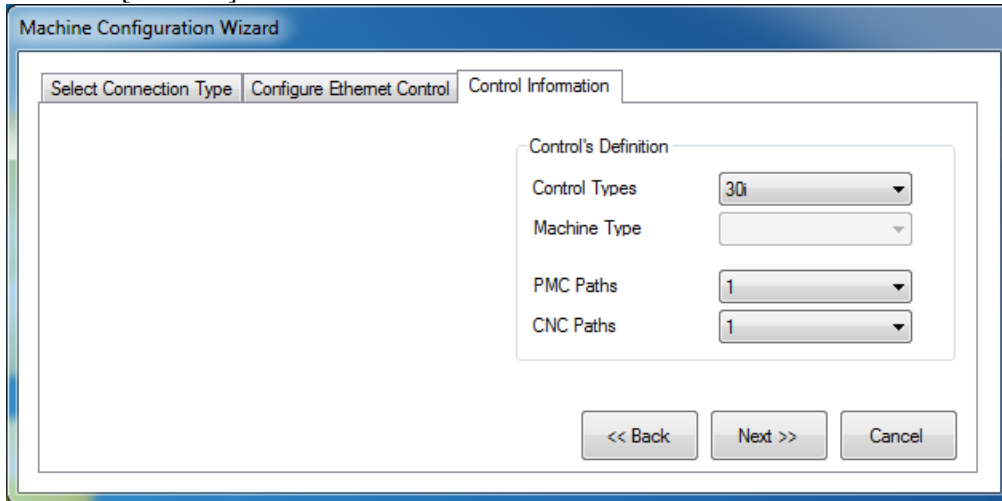 Machine Configuration Wizard
Select Connection Type Configure Ethernet Control Control Information
Control's Definition
Control Types 30i
Machine Type
PMC Paths 1
CNC Paths 1
<< Back Next >> Cancel